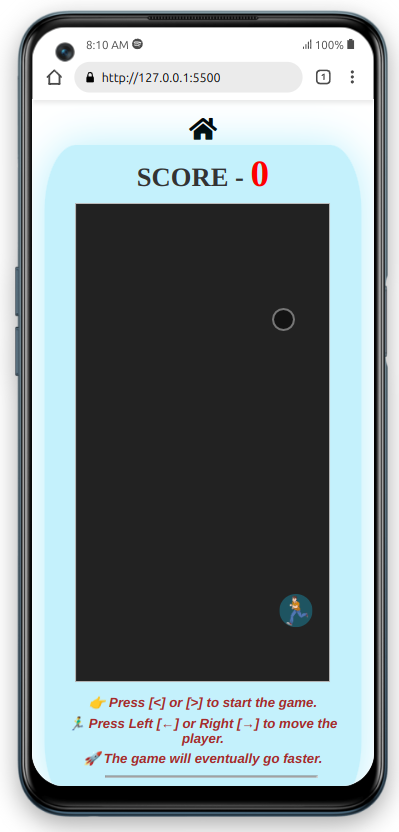 8:10 AM
100%
http://127.0.0.1:5500
1
SCORE - 0
👉 Press [<] or [>] to start the game.
🏃‍♂️ Press Left [←] or Right [→] to move the
player.
🚀 The game will eventually go faster.